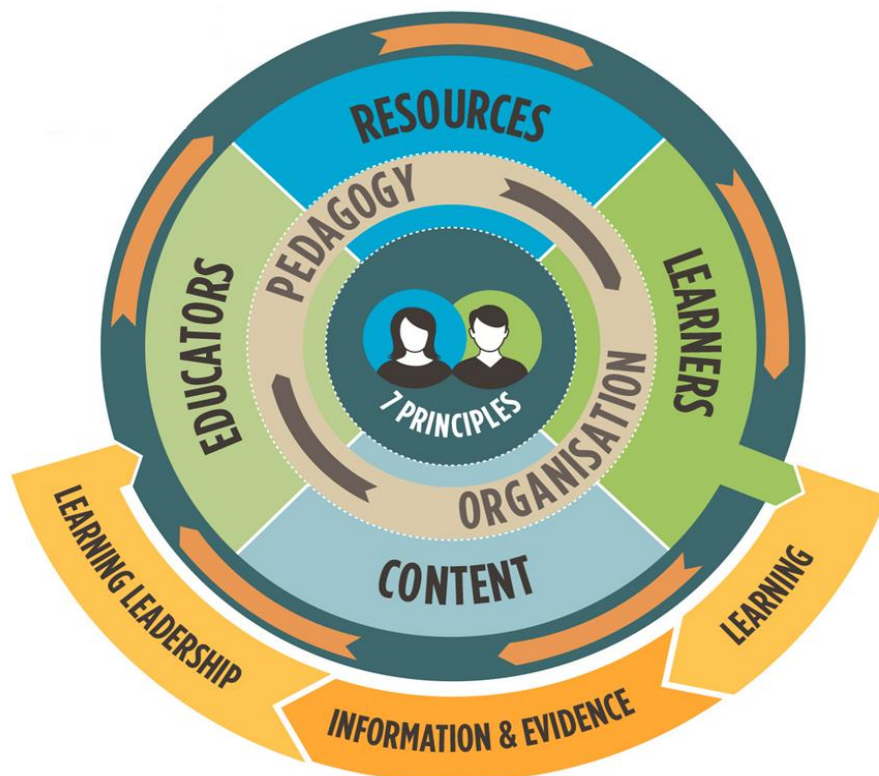 RESOURCES
PEDAGOGY
EDUCATORS
LEARNERS
7 PRINCIPLES
ORGANISATION
CONTENT
LEARNING LEADERSHIP
INFORMATION & EVIDENCE
LEARNING